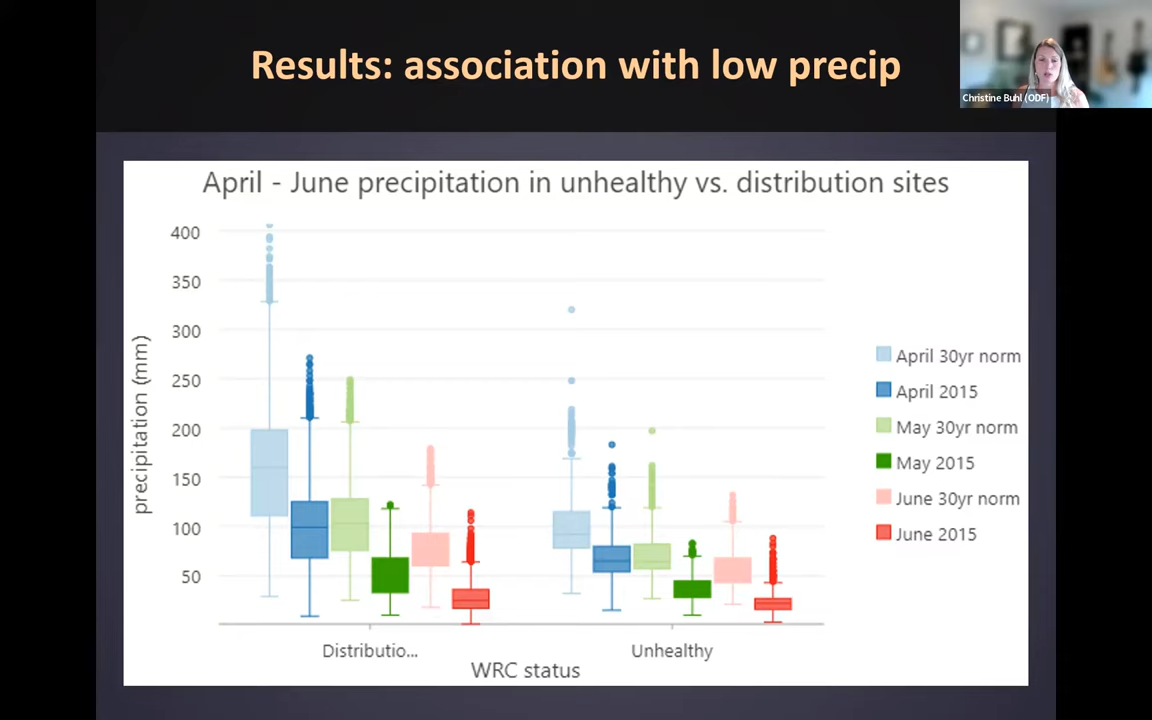 Results: association with low precip
Christine Buhl (ODF)
April - June precipitation in unhealthy vs. distribution sites
precipitation (mm)
400
350
300
250
200
150
100
50
Distributio...
Unhealthy
WRC status
April 30yr norm
April 2015
May 30yr norm
May 2015
June 30yr norm
June 2015